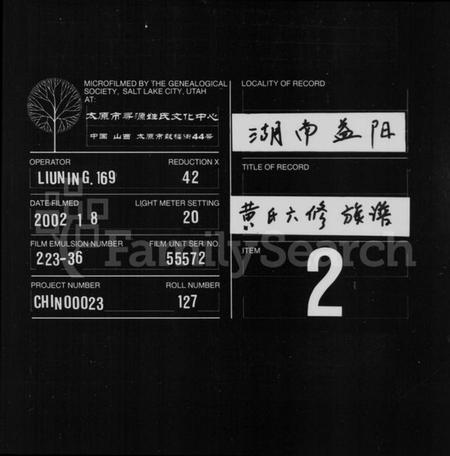 MICROFILMED BY THE GENEALOGICAL
SOCIETY, SALT LAKE CITY, UTAH
AT:
太原市寻源姓氏文化中心
中国 山西 太原市鼓楼街44号
OPERATOR
LIUNING.169
REDUCTION X
42
DATE FILMED
2002 1 8
LIGHT METER SETTING
20
FILM EMULSION NUMBER
223-36
FILM UNIT SER. NO.
55572
PROJECT NUMBER
CHIN00023
ROLL NUMBER
127
LOCALITY OF RECORD
湖南益阳
TITLE OF RECORD
黄氏六修族谱
ITEM
2
FamilySearch